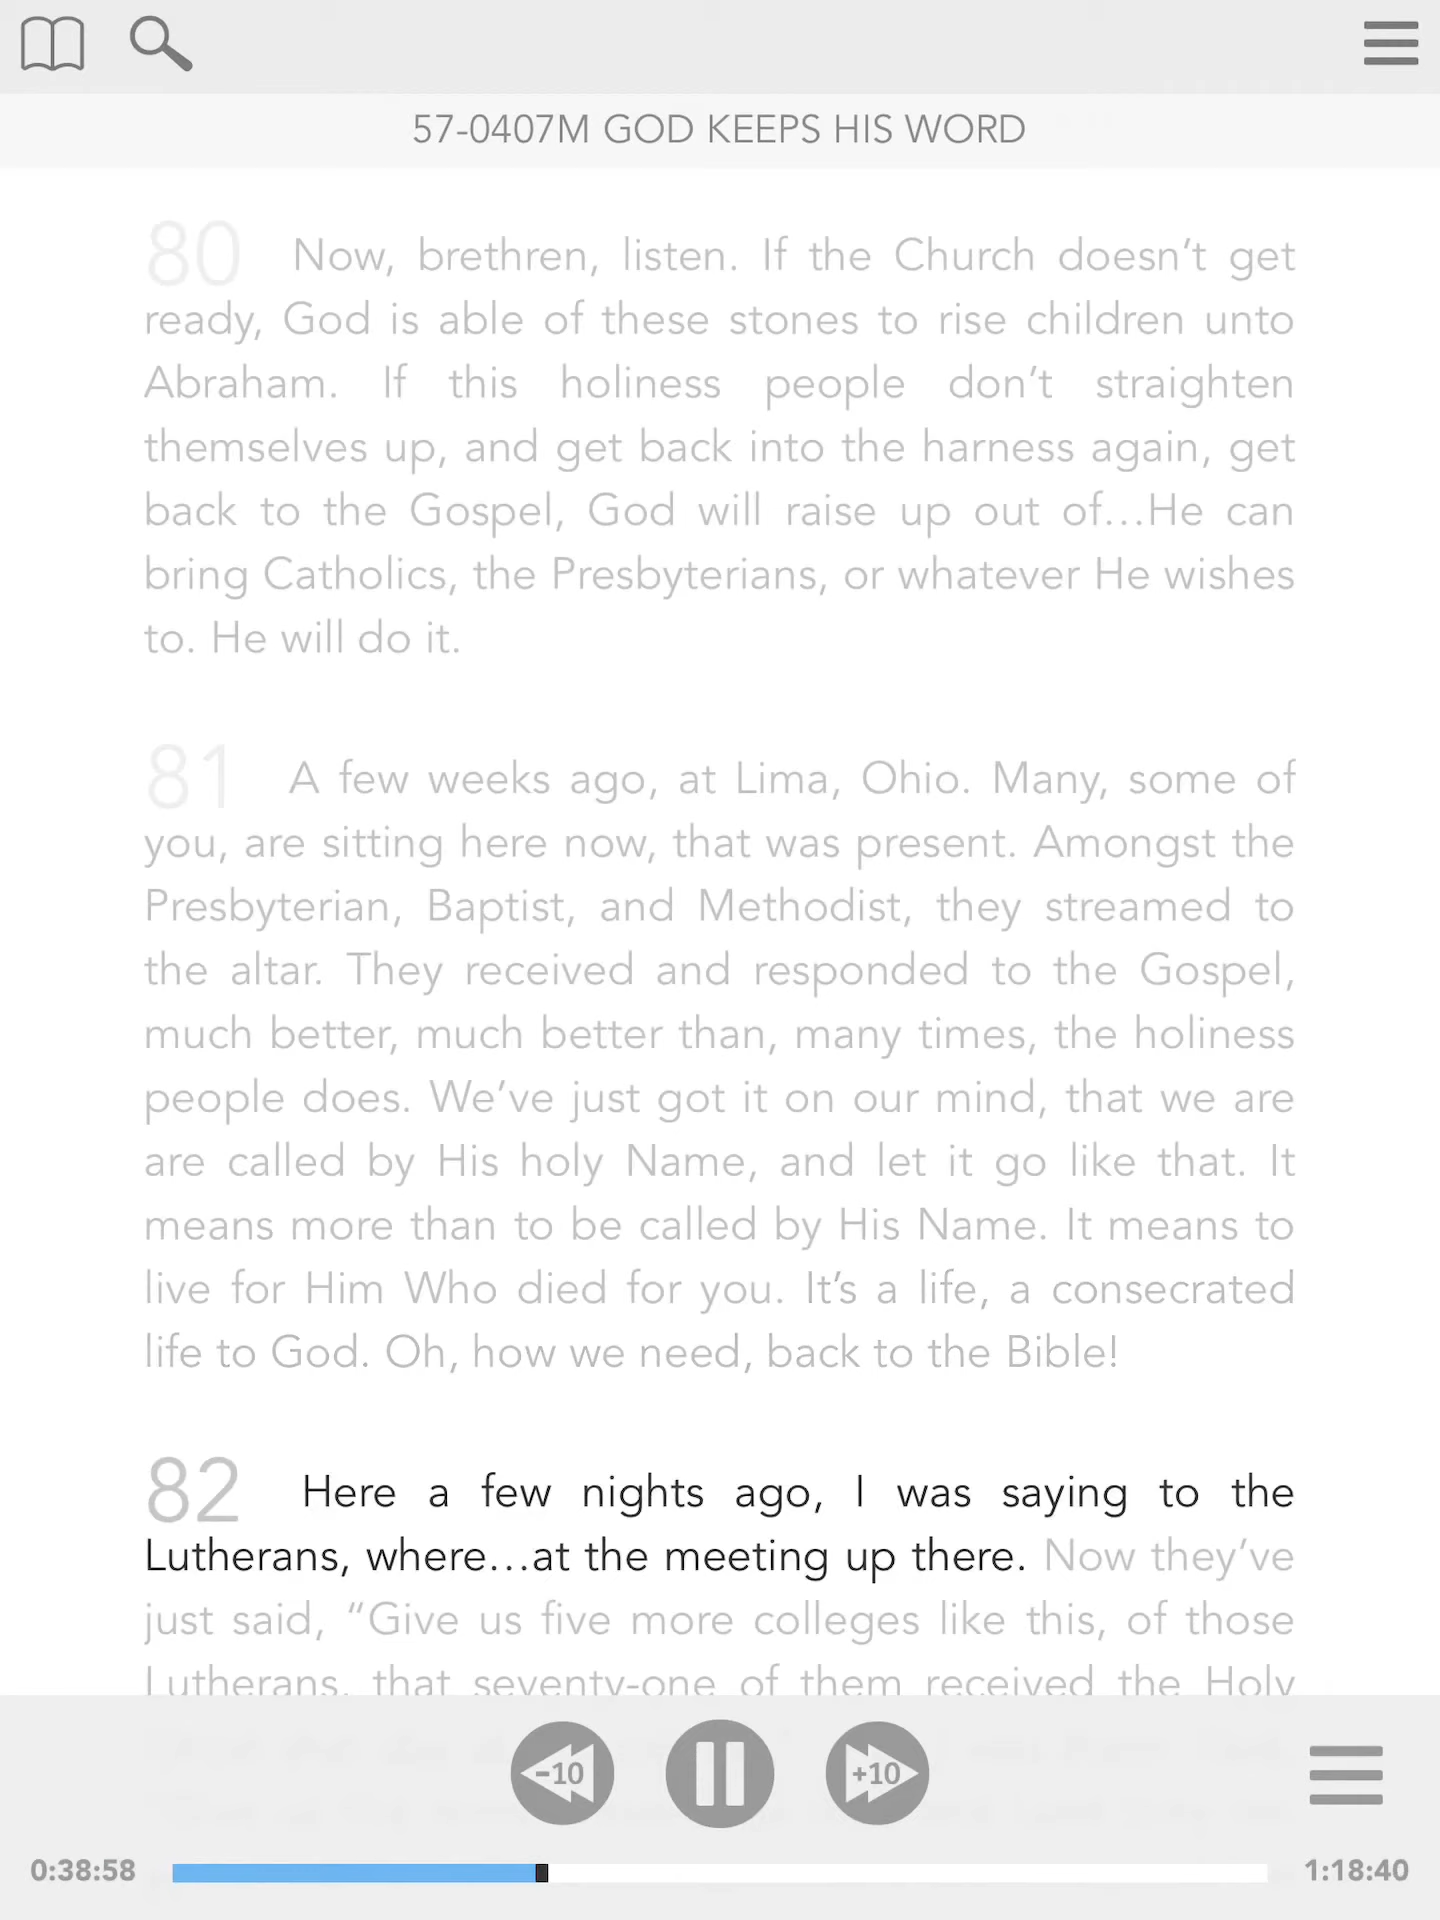 57-0407M GOD KEEPS HIS WORD
80 Now, brethren, listen. If the Church doesn’t get
ready, God is able of these stones to rise children unto
Abraham. If this holiness people don’t straighten
themselves up, and get back into the harness again, get
back to the Gospel, God will raise up out of…He can
bring Catholics, the Presbyterians, or whatever He wishes
to. He will do it.
81 A few weeks ago, at Lima, Ohio. Many, some of
you, are sitting here now, that was present. Amongst the
Presbyterian, Baptist, and Methodist, they streamed to
the altar. They received and responded to the Gospel,
much better, much better than, many times, the holiness
people does. We’ve just got it on our mind, that we are
are called by His holy Name, and let it go like that. It
means more than to be called by His Name. It means to
live for Him Who died for you. It’s a life, a consecrated
life to God. Oh, how we need, back to the Bible!
82 Here a few nights ago, I was saying to the
Lutherans, where…at the meeting up there. Now they’ve
just said, “Give us five more colleges like this, of those
Lutherans, that seventy-one of them received the Holy
-10 +10
0:38:58 1:18:40